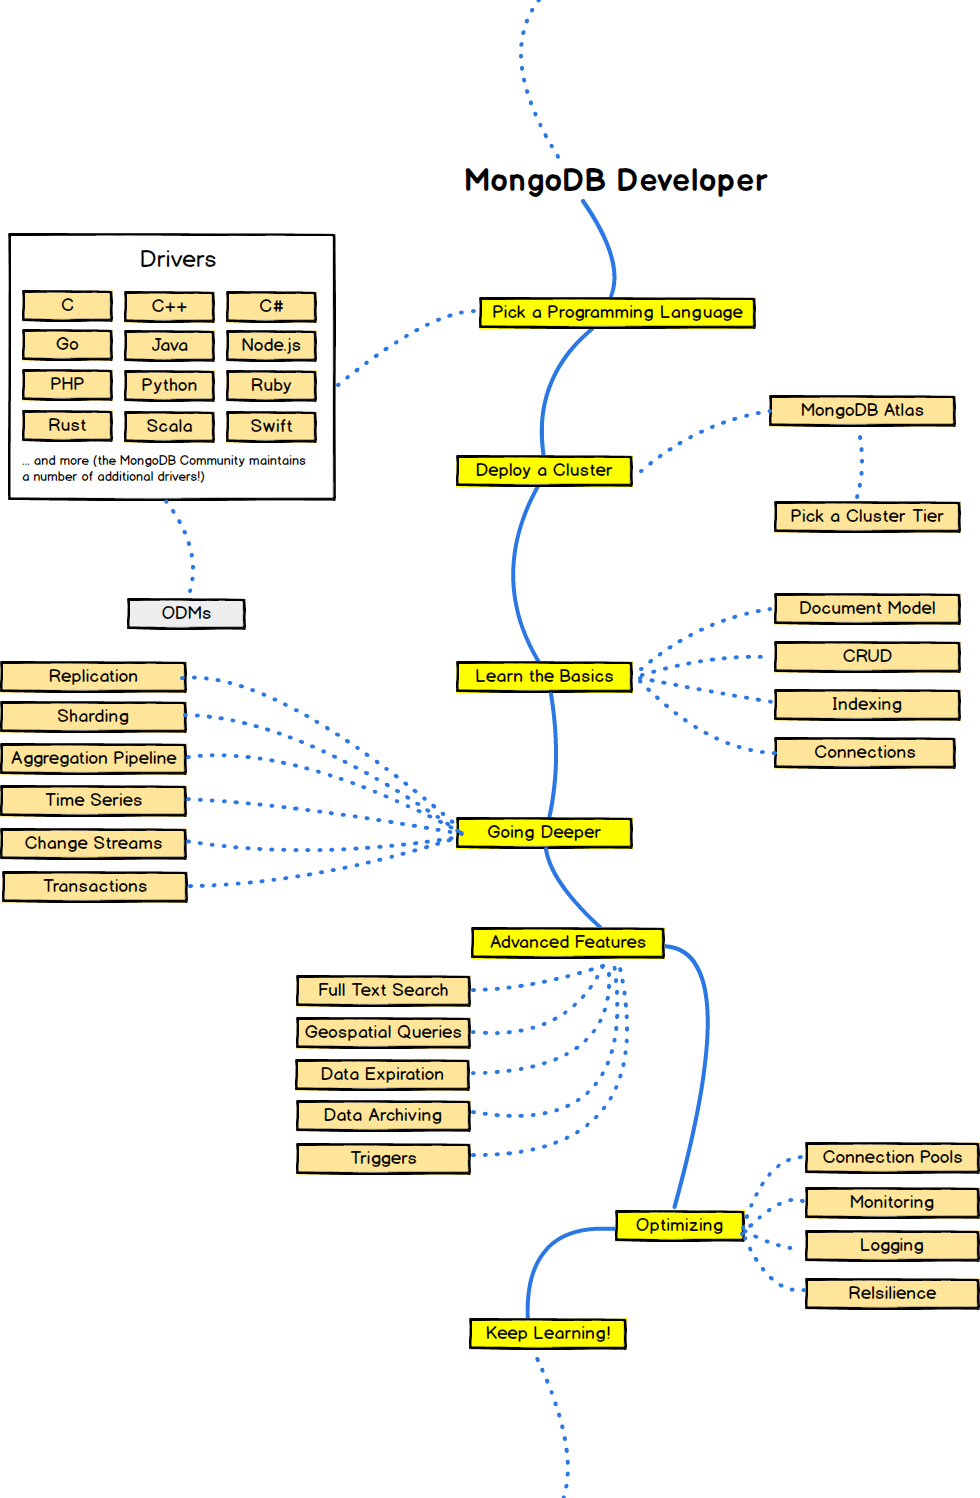 MongoDB Developer
Drivers
C
C++
C#
Go
Java
Node.js
PHP
Python
Ruby
Rust
Scala
Swift
... and more (the MongoDB Community maintains
a number of additional drivers!)
Pick a Programming Language
MongoDB Atlas
Deploy a Cluster
Pick a Cluster Tier
ODMs
Document Model
CRUD
Learn the Basics
Indexing
Connections
Replication
Sharding
Aggregation Pipeline
Time Series
Change Streams
Transactions
Going Deeper
Advanced Features
Full Text Search
Geospatial Queries
Data Expiration
Data Archiving
Triggers
Optimizing
Connection Pools
Monitoring
Logging
Relsilience
Keep Learning!